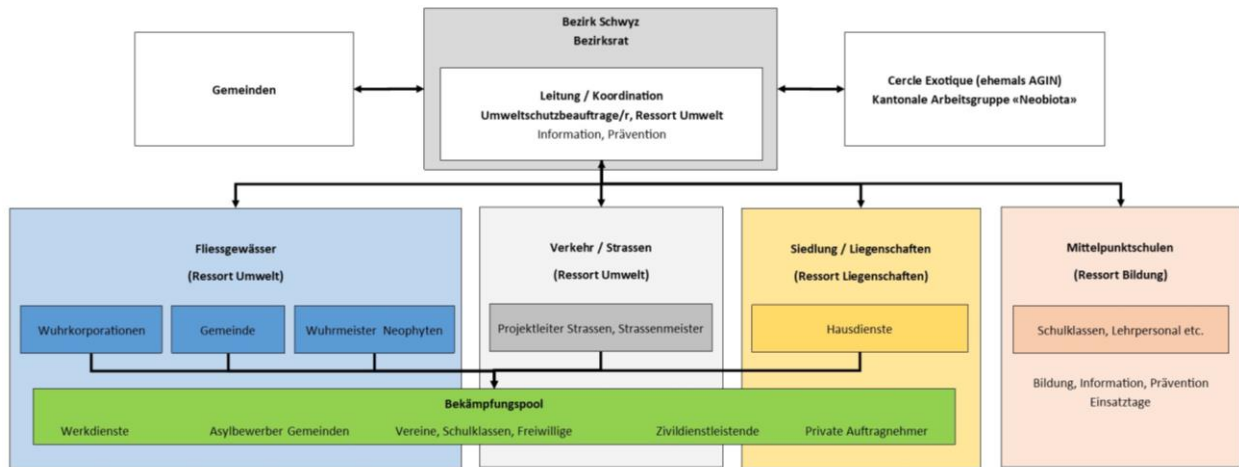 Bezirk Schwyz
Bezirksrat
Gemeinden
Leitung / Koordination
Umweltschutzbeauftrage/r, Ressort Umwelt
Information, Prävention
Cercle Exotique (ehemals AGIN)
Kantonale Arbeitsgruppe «Neobiota»
Fliessgewässer
(Ressort Umwelt)
Wuhrkorporationen
Gemeinde
Wuhrmeister Neophyten
Verkehr / Strassen
(Ressort Umwelt)
Projektleiter Strassen, Strassenmeister
Siedlung / Liegenschaften
(Ressort Liegenschaften)
Hausdienste
Mittelpunktschulen
(Ressort Bildung)
Schulklassen, Lehrpersonal etc.
Bildung, Information, Prävention
Einsatztage
Bekämpfungspool
Werkdienste Asylbewerber Gemeinden Vereine, Schulklassen, Freiwillige Zivildienstleistende Private Auftragnehmer